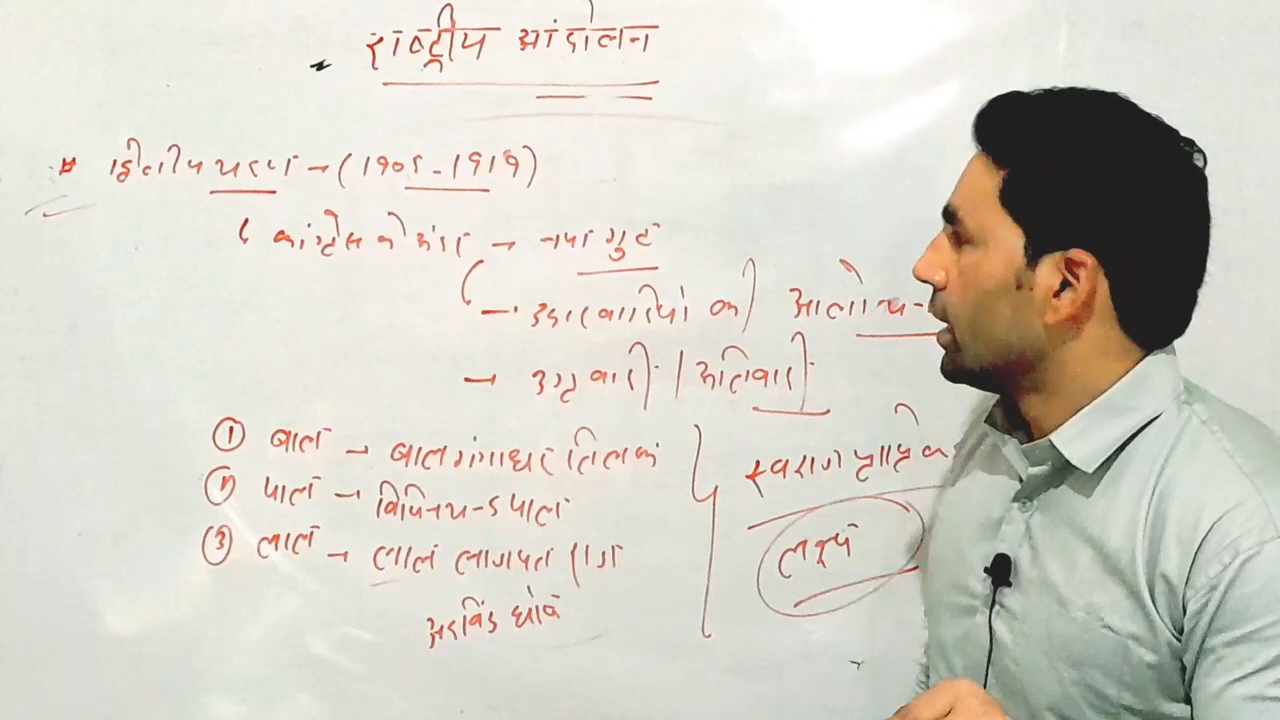 राष्ट्रीय आंदोलन
द्वितीय चरण → (1905 - 1919)
कांग्रेस के अंदर → नया गुट
→ उदारवादियों की आलोच
→ उग्रवादी / अतिवादी
① बाल → बालगंगाधर तिलक
② पाल → विपिनचन्द्र पाल
③ लाल → लाला लाजपत राय
अरविंद घोष
स्वराज प्राप्ति
लक्ष्य